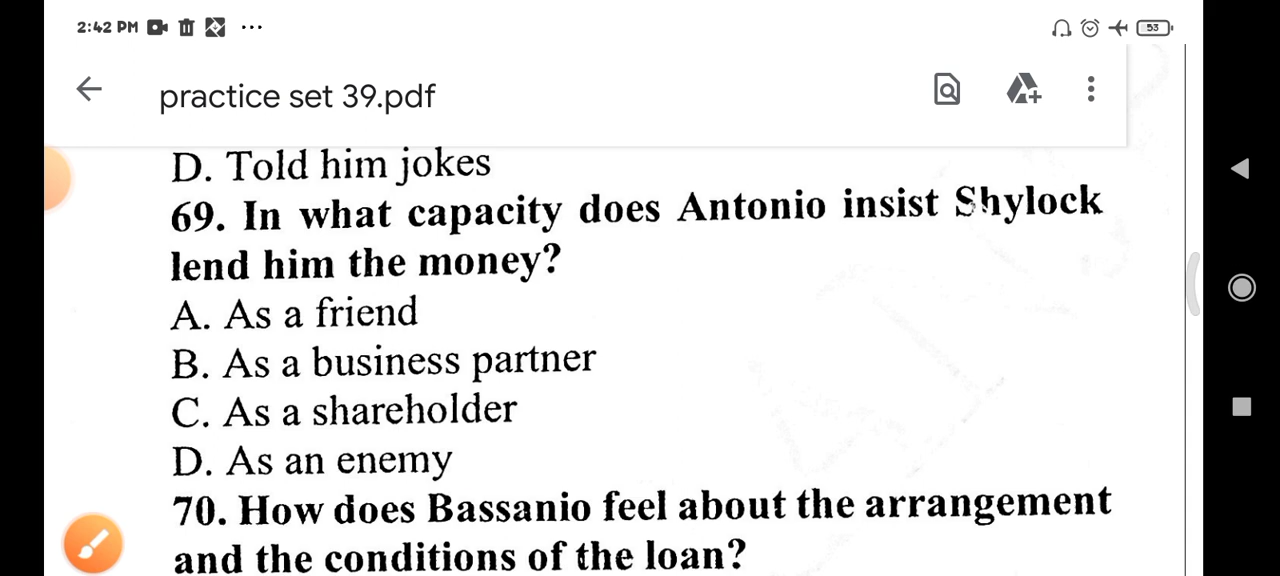 2:42 PM ...
53
practice set 39.pdf
D. Told him jokes
69. In what capacity does Antonio insist Shylock
lend him the money?
A. As a friend
B. As a business partner
C. As a shareholder
D. As an enemy
70. How does Bassanio feel about the arrangement
and the conditions of the loan?